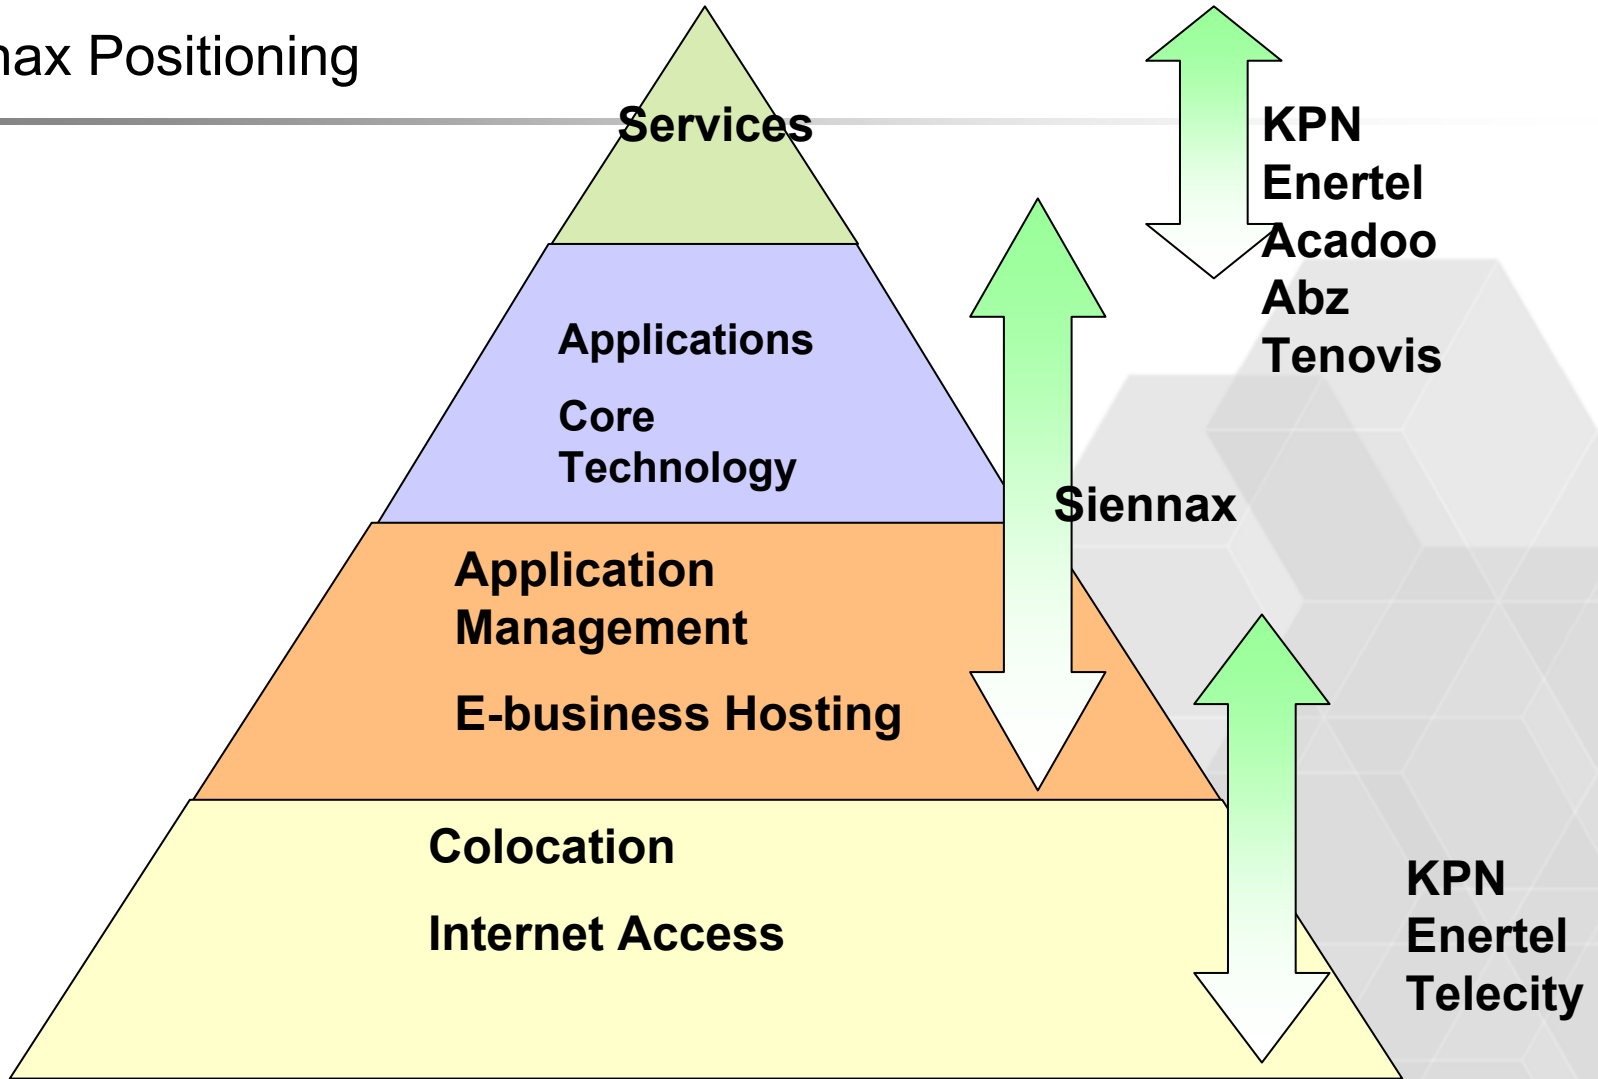 nax Positioning
Services
KPN
Enertel
Acadoo
Abz
Tenovis
Applications
Core
Technology
Siennax
Application
Management
E-business Hosting
Colocation
Internet Access
KPN
Enertel
Telecity